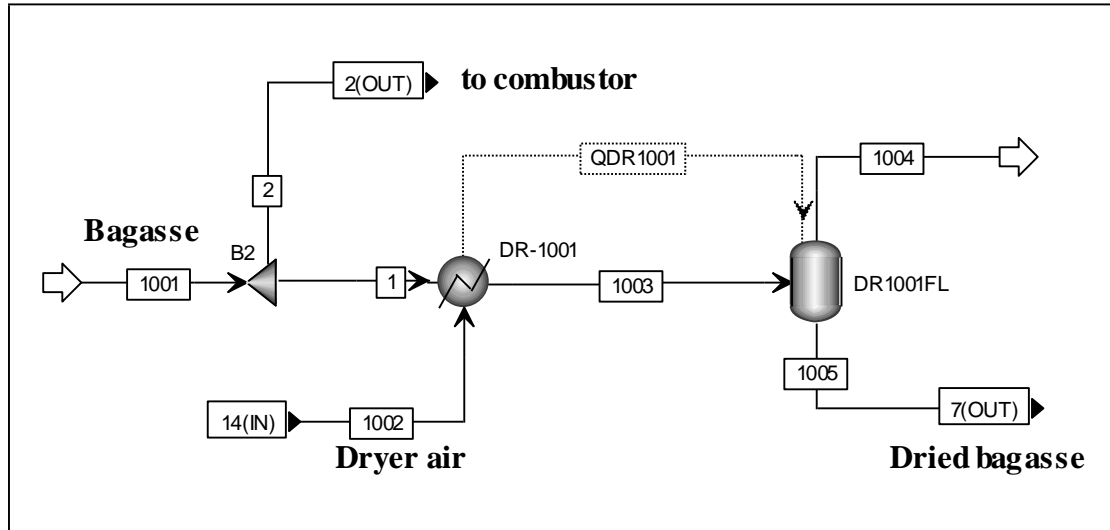 2(OUT) to combustor
QDR1001
1004
2
Bagasse
B2
DR-1001
1001
1
1003
DR1001FL
1005
14(IN)
1002
7(OUT)
Dryer air
Dried bagasse